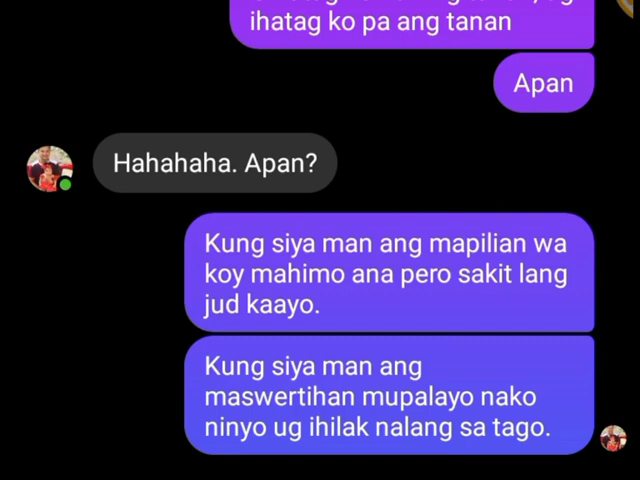 ihatag ko pa ang tanan
Apan
Hahahaha. Apan?
Kung siya man ang mapilian wa
koy mahimo ana pero sakit lang
jud kaayo.
Kung siya man ang
maswertihan mupalayo nako
ninyo ug ihilak nalang sa tago.